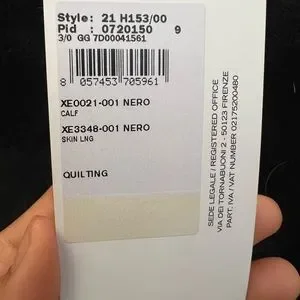 Style: 21 H153/00
Pid : 0720150 9
3/0 GG 7D00041561
8 057453 705961
XE0021-001 NERO
CALF
XE3348-001 NERO
SKIN LNG
QUILTING
SEDE LEGALE / REGISTERED OFFICE
VIA DEI TORNABUONI 2 - 50123 FIRENZE
PART. IVA / VAT NUMBER 02175200480